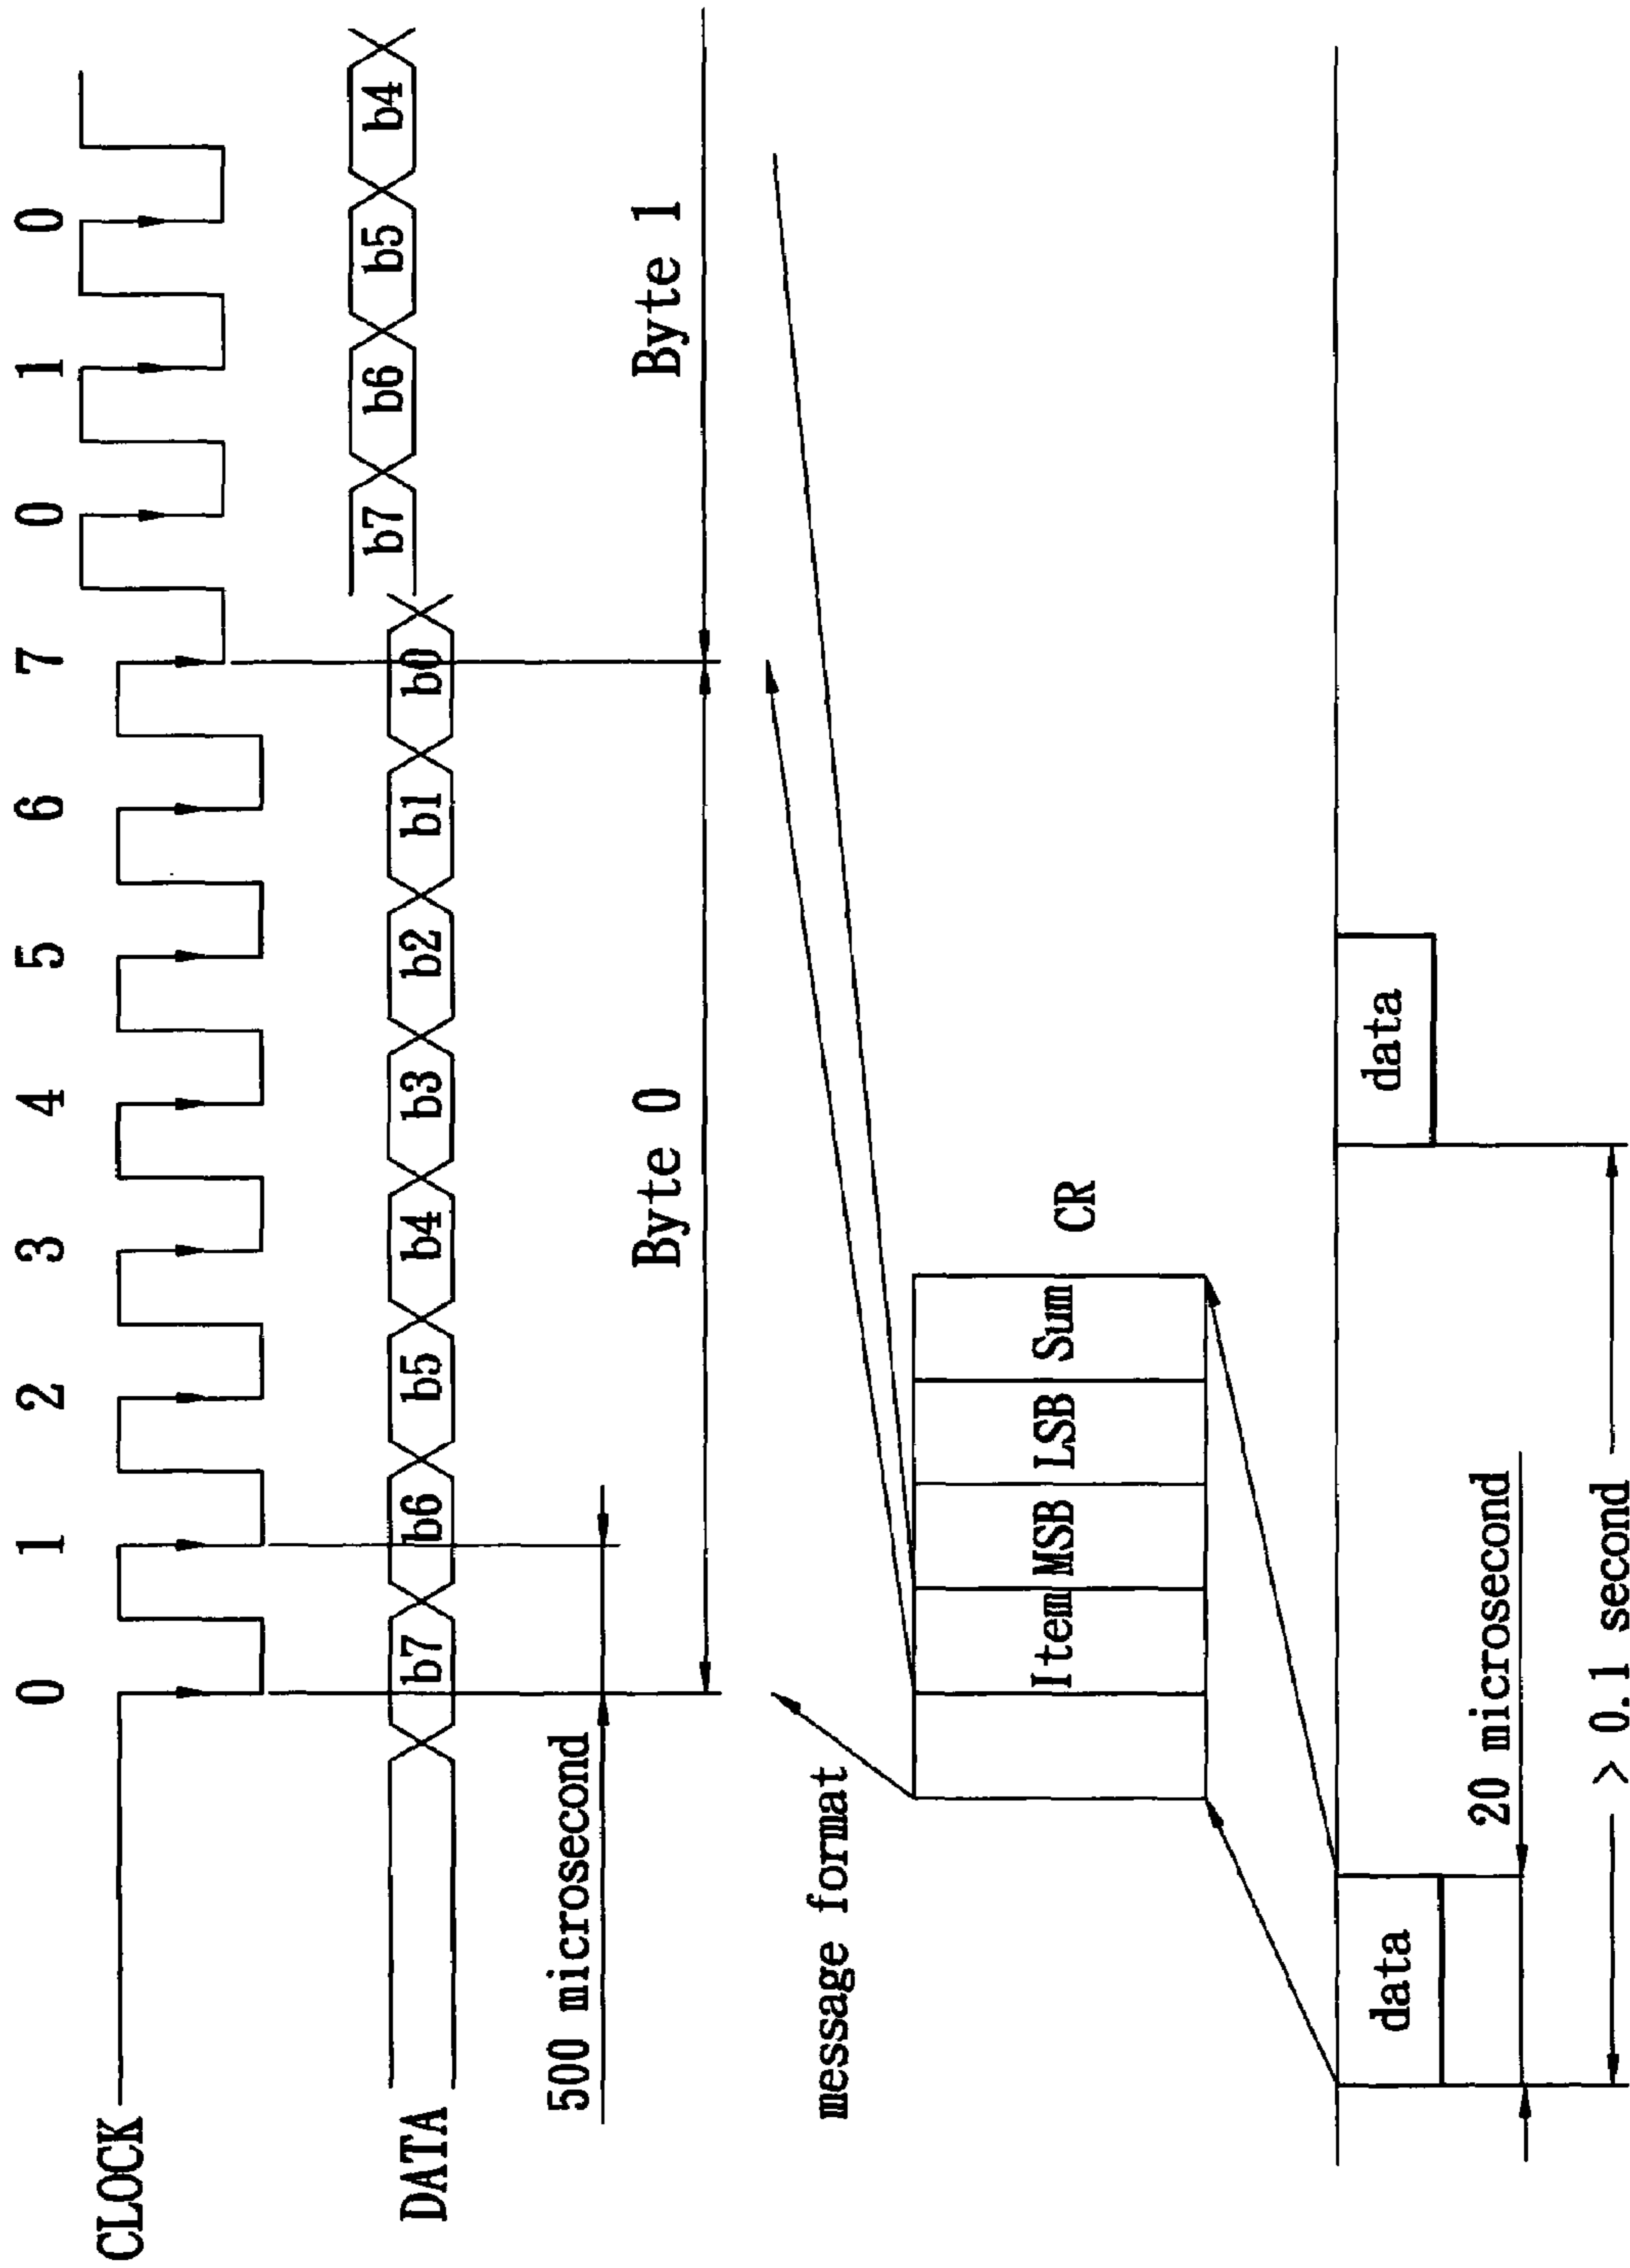 0 1 2 3 4 5 6 7 0 1 0
CLOCK
b7 b6 b5 b4
DATA b7 b6 b5 b4 b3 b2 b1 b0
500 microsecond
Byte 0 Byte 1
message format
Item MSB LSB Sum CR
data data
20 microsecond
> 0.1 second